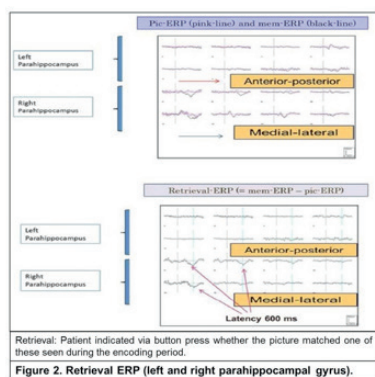 Pic-ERP (pink-line) and mem-ERP (black-line)
Left
Parahippocampus
Anterior-posterior
Right
Parahippocampus
Medial-lateral
Retrieval-ERP (= mem-ERP – pic-ERP9
Left
Parahippocampus
Anterior-posterior
Right
Parahippocampus
Medial-lateral
Latency 600 ms
Retrieval: Patient indicated via button press whether the picture matched one of
these seen during the encoding period.
Figure 2. Retrieval ERP (left and right parahippocampal gyrus).